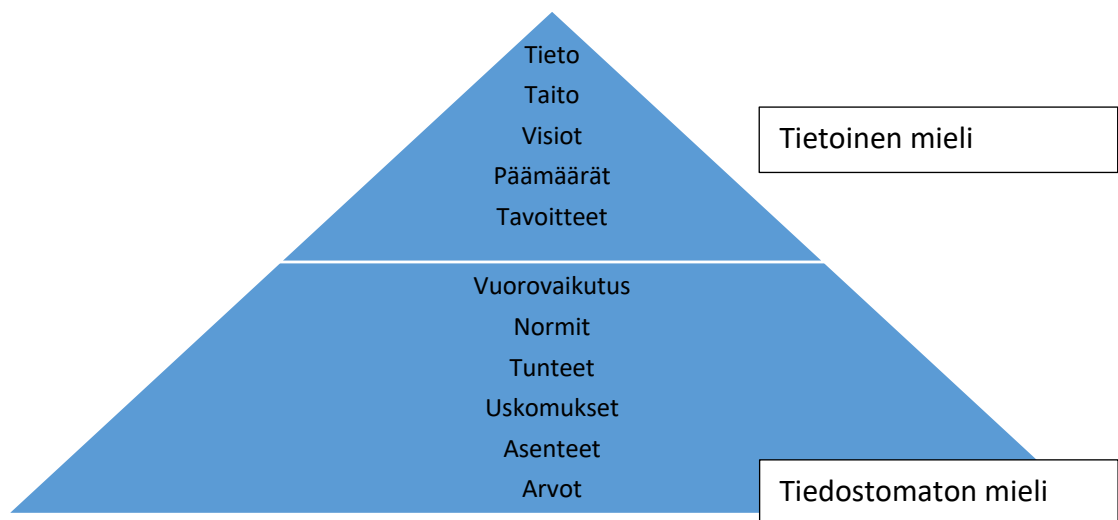 Tieto
Taito
Visiot
Päämäärät
Tavoitteet
Tietoinen mieli
Vuorovaikutus
Normit
Tunteet
Uskomukset
Asenteet
Arvot
Tiedostomaton mieli